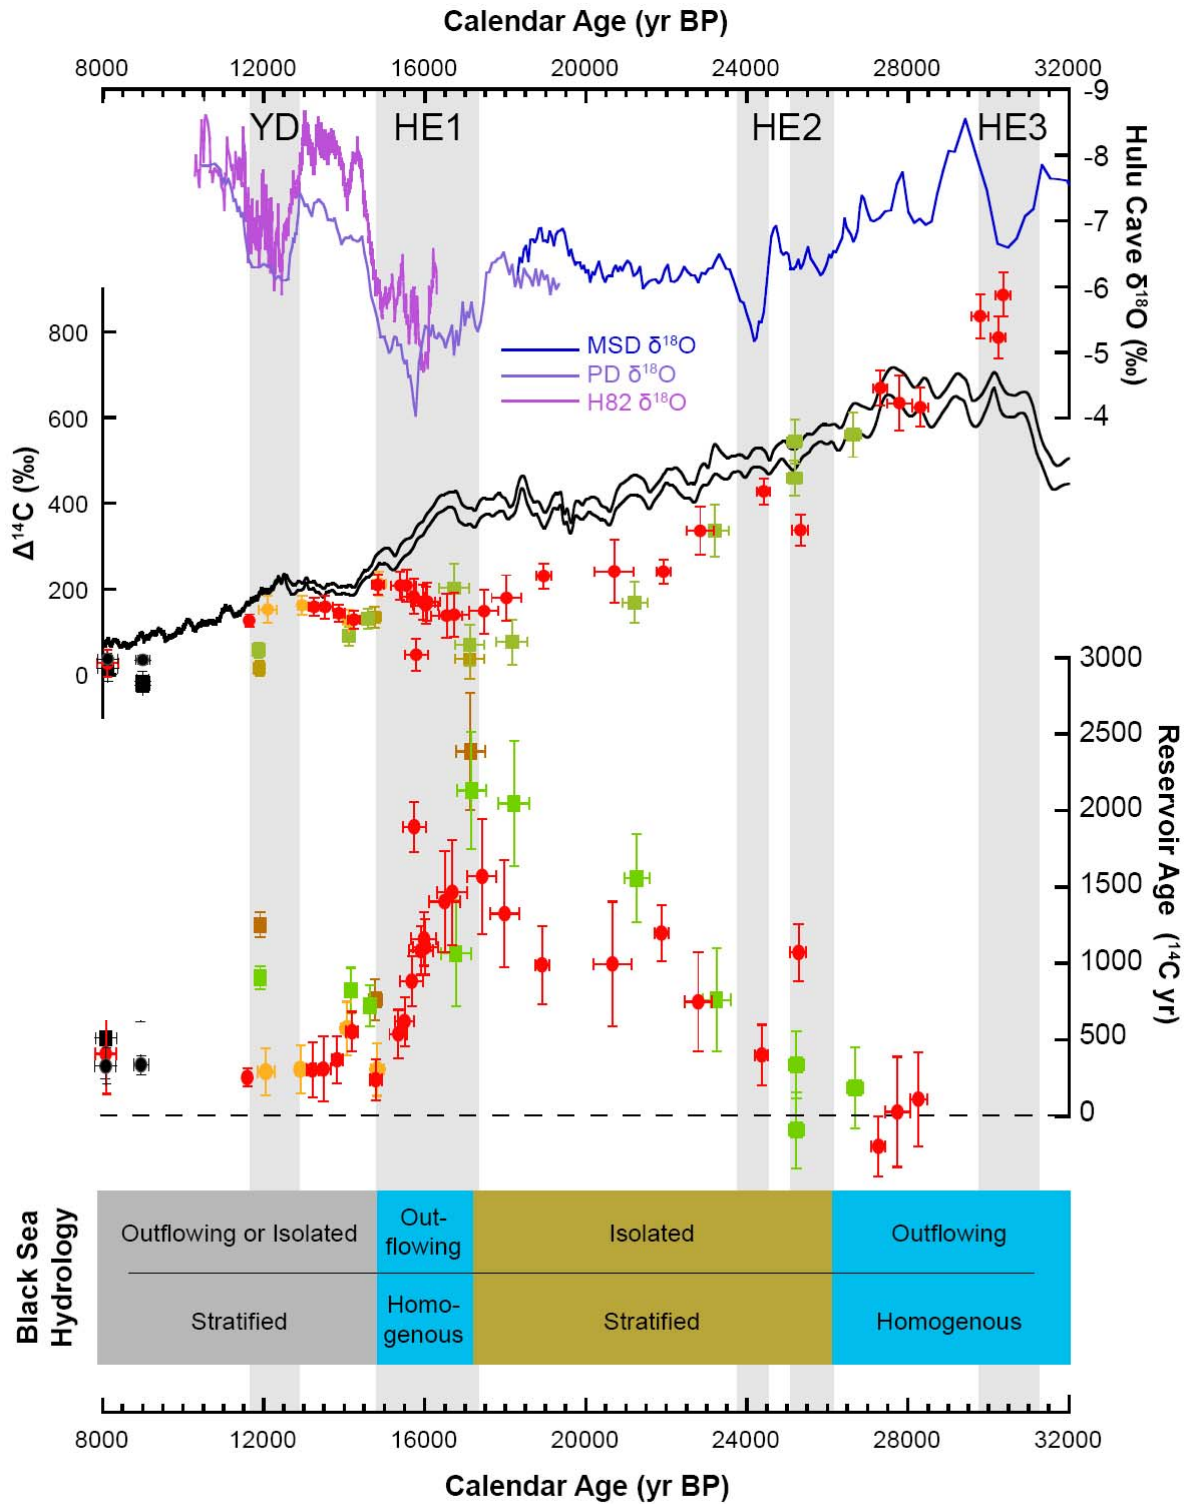 Calendar Age (yr BP)
8000 12000 16000 20000 24000 28000 32000
YD HE1 HE2 HE3
-9
-8
-7
-6
-5
-4
Hulu Cave δ¹⁸O (‰)
MSD δ¹⁸O
PD δ¹⁸O
H82 δ¹⁸O
800
600
400
200
0
Δ¹⁴C (‰)
3000
2500
2000
1500
1000
500
0
Reservoir Age (¹⁴C yr)
Black Sea
Hydrology
Outflowing or Isolated
Out-
flowing
Isolated
Outflowing
Stratified
Homo-
genous
Stratified
Homogenous
8000 12000 16000 20000 24000 28000 32000
Calendar Age (yr BP)